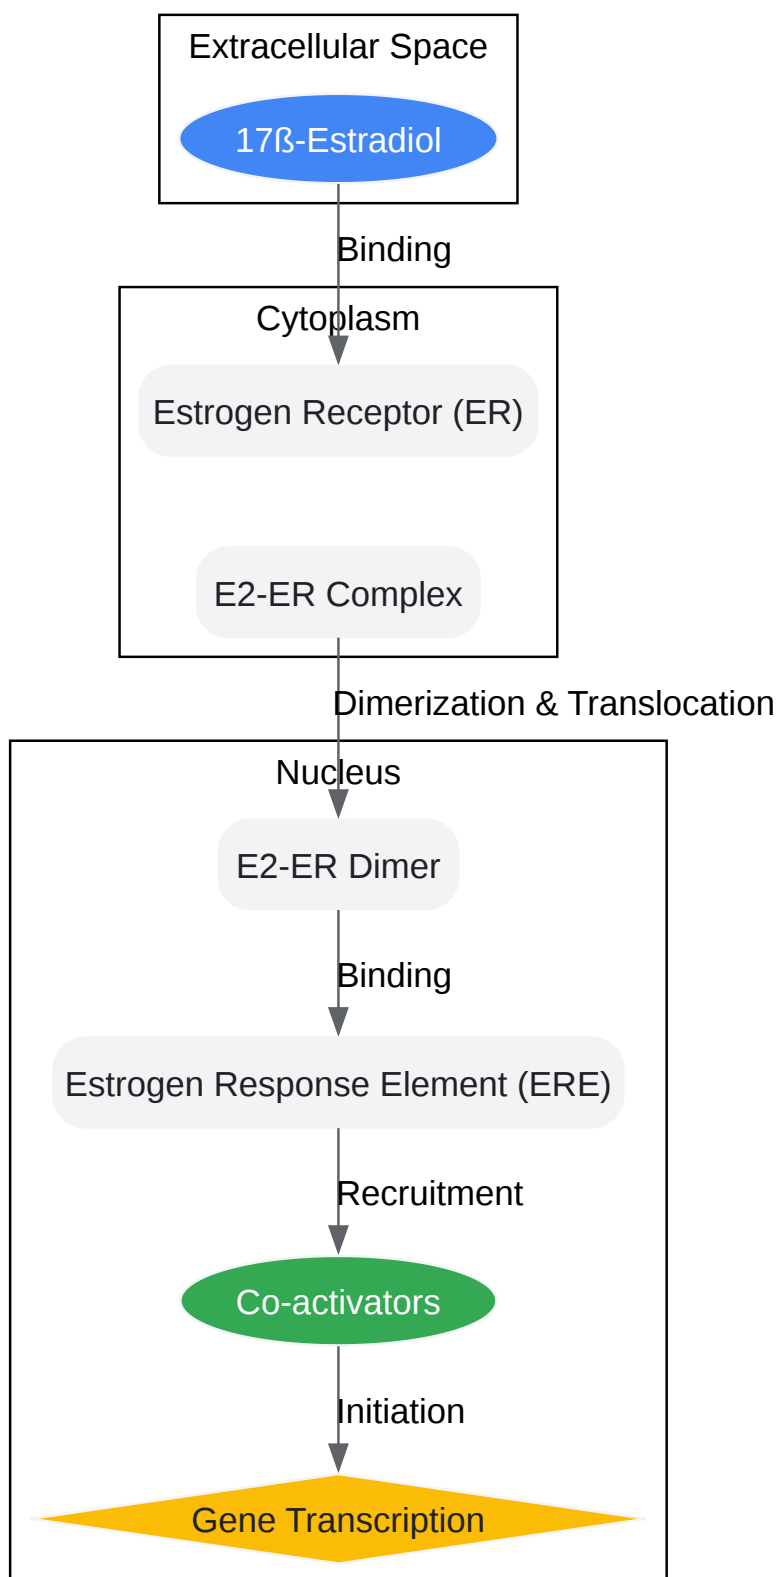 Extracellular Space
17ß-Estradiol
Binding
Cytoplasm
Estrogen Receptor (ER)
E2-ER Complex
Dimerization & Translocation
Nucleus
E2-ER Dimer
Binding
Estrogen Response Element (ERE)
Recruitment
Co-activators
Initiation
Gene Transcription